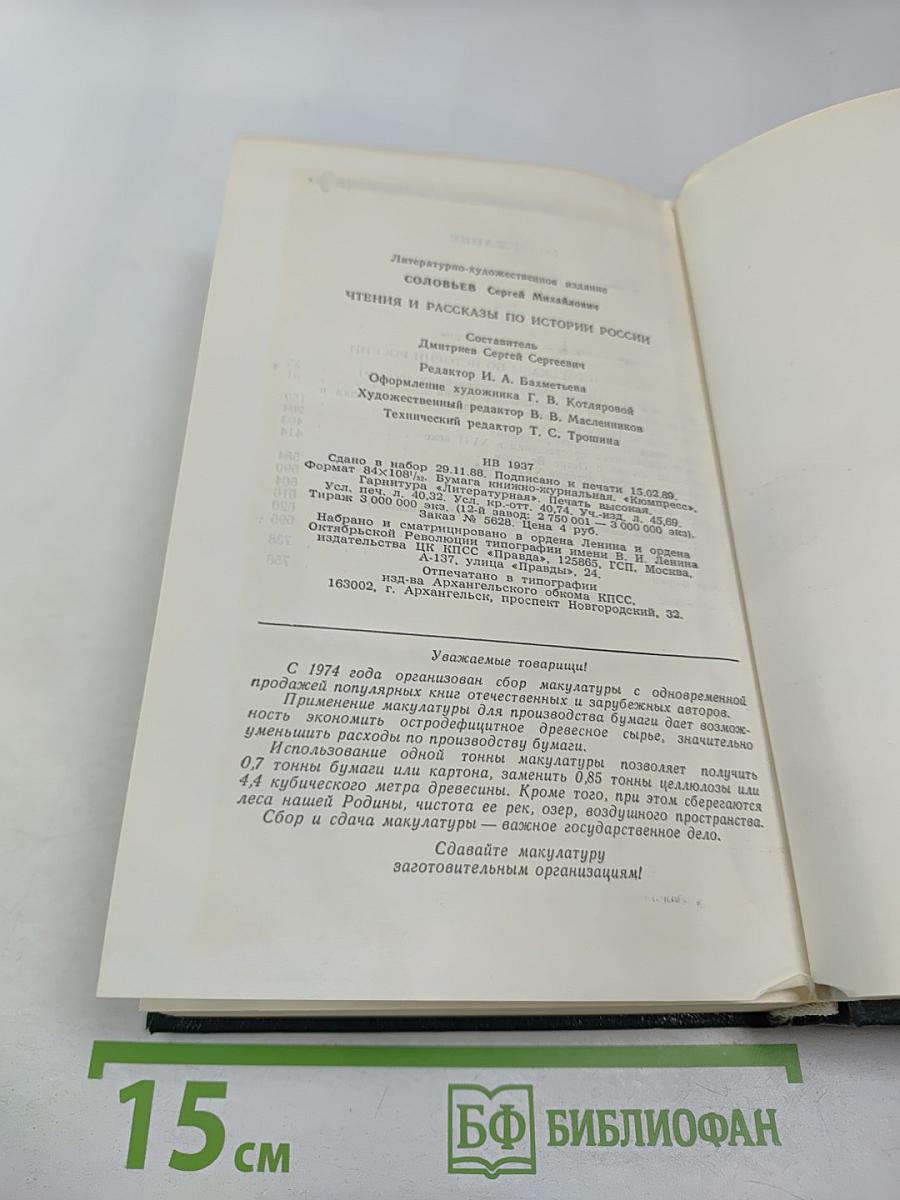 Литературно-художественное издание
СОЛОВЬЕВ Сергей Михайлович
ЧТЕНИЯ И РАССКАЗЫ ПО ИСТОРИИ РОССИИ
Составитель
Дмитриев Сергей Сергеевич
Редактор И. А. Бахметьева
Оформление художника Г. В. Котляровой
Художественный редактор В. В. Масленников
Технический редактор Т. С. Трошина
ИБ 1937
Сдано в набор 29.11.88. Подписано к печати 15.02.89.
Формат 84×108¹/₃₂. Бумага книжно-журнальная. «Кюмпресс».
Гарнитура «Литературная». Печать высокая.
Усл. печ. л. 40,32. Усл. кр.-отт. 40,74. Уч.-изд. л. 45,69.
Тираж 3 000 000 экз. (12-й завод: 2 750 001 — 3 000 000 экз).
Заказ № 5628. Цена 4 руб.
Набрано и сматрицировано в ордена Ленина и ордена
Октябрьской Революции типографии имени В. И. Ленина
издательства ЦК КПСС «Правда», 125865, ГСП, Москва,
А-137, улица «Правды», 24.
Отпечатано в типографии
изд-ва Архангельского обкома КПСС,
163002, г. Архангельск, проспект Новгородский, 32.
Уважаемые товарищи!
С 1974 года организован сбор макулатуры с одновременной
продажей популярных книг отечественных и зарубежных авторов.
Применение макулатуры для производства бумаги дает возмож-
ность экономить остродефицитное древесное сырье, значительно
уменьшить расходы по производству бумаги.
Использование одной тонны макулатуры позволяет получить
0,7 тонны бумаги или картона, заменить 0,85 тонны целлюлозы или
4,4 кубического метра древесины. Кроме того, при этом сберегаются
леса нашей Родины, чистота ее рек, озер, воздушного пространства.
Сбор и сдача макулатуры — важное государственное дело.
Сдавайте макулатуру
заготовительным организациям!
15 см
БФ БИБЛИОФАН